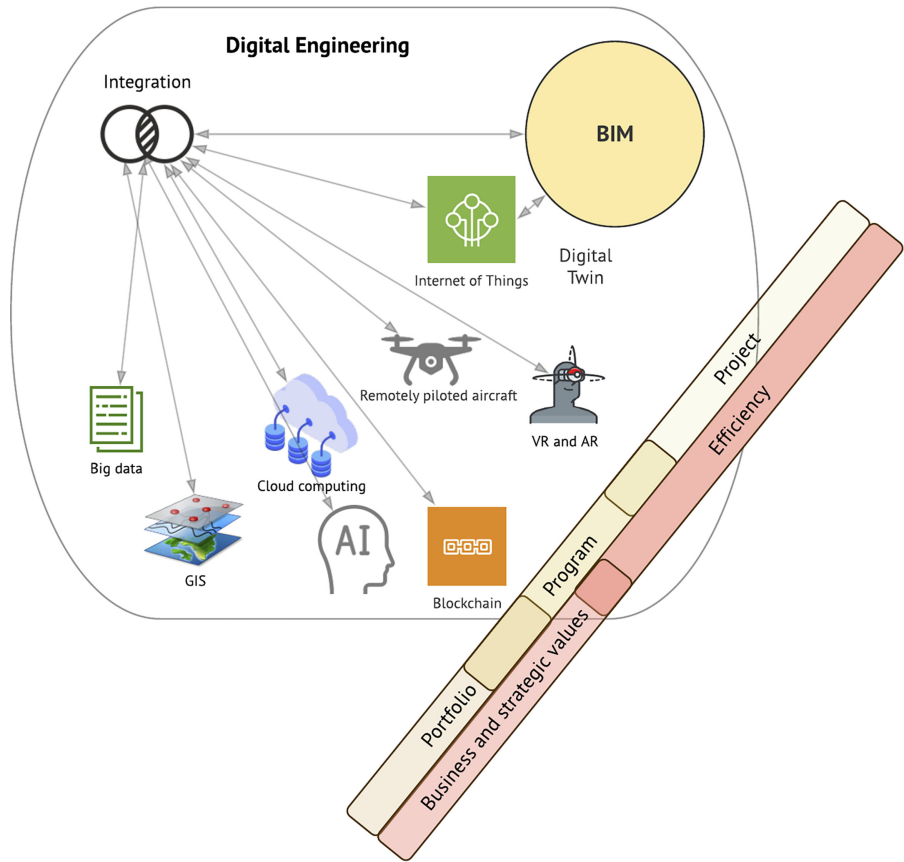 Digital Engineering
Integration
BIM
Internet of Things
Digital
Twin
Remotely piloted aircraft
VR and AR
Big data
Cloud computing
GIS
AI
Blockchain
Project
Efficiency
Program
Portfolio
Business and strategic values